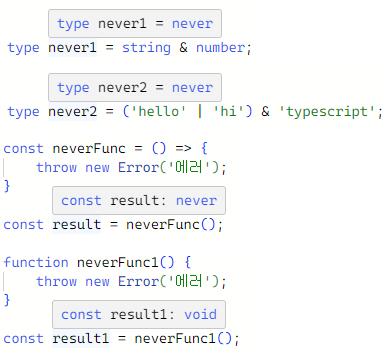 type never1 = never
type never1 = string & number;
type never2 = never
type never2 = ('hello' | 'hi') & 'typescript';
const neverFunc = () => {
    throw new Error('에러');
}
const result: never
const result = neverFunc();
function neverFunc1() {
    throw new Error('에러');
}
const result1: void
const result1 = neverFunc1();